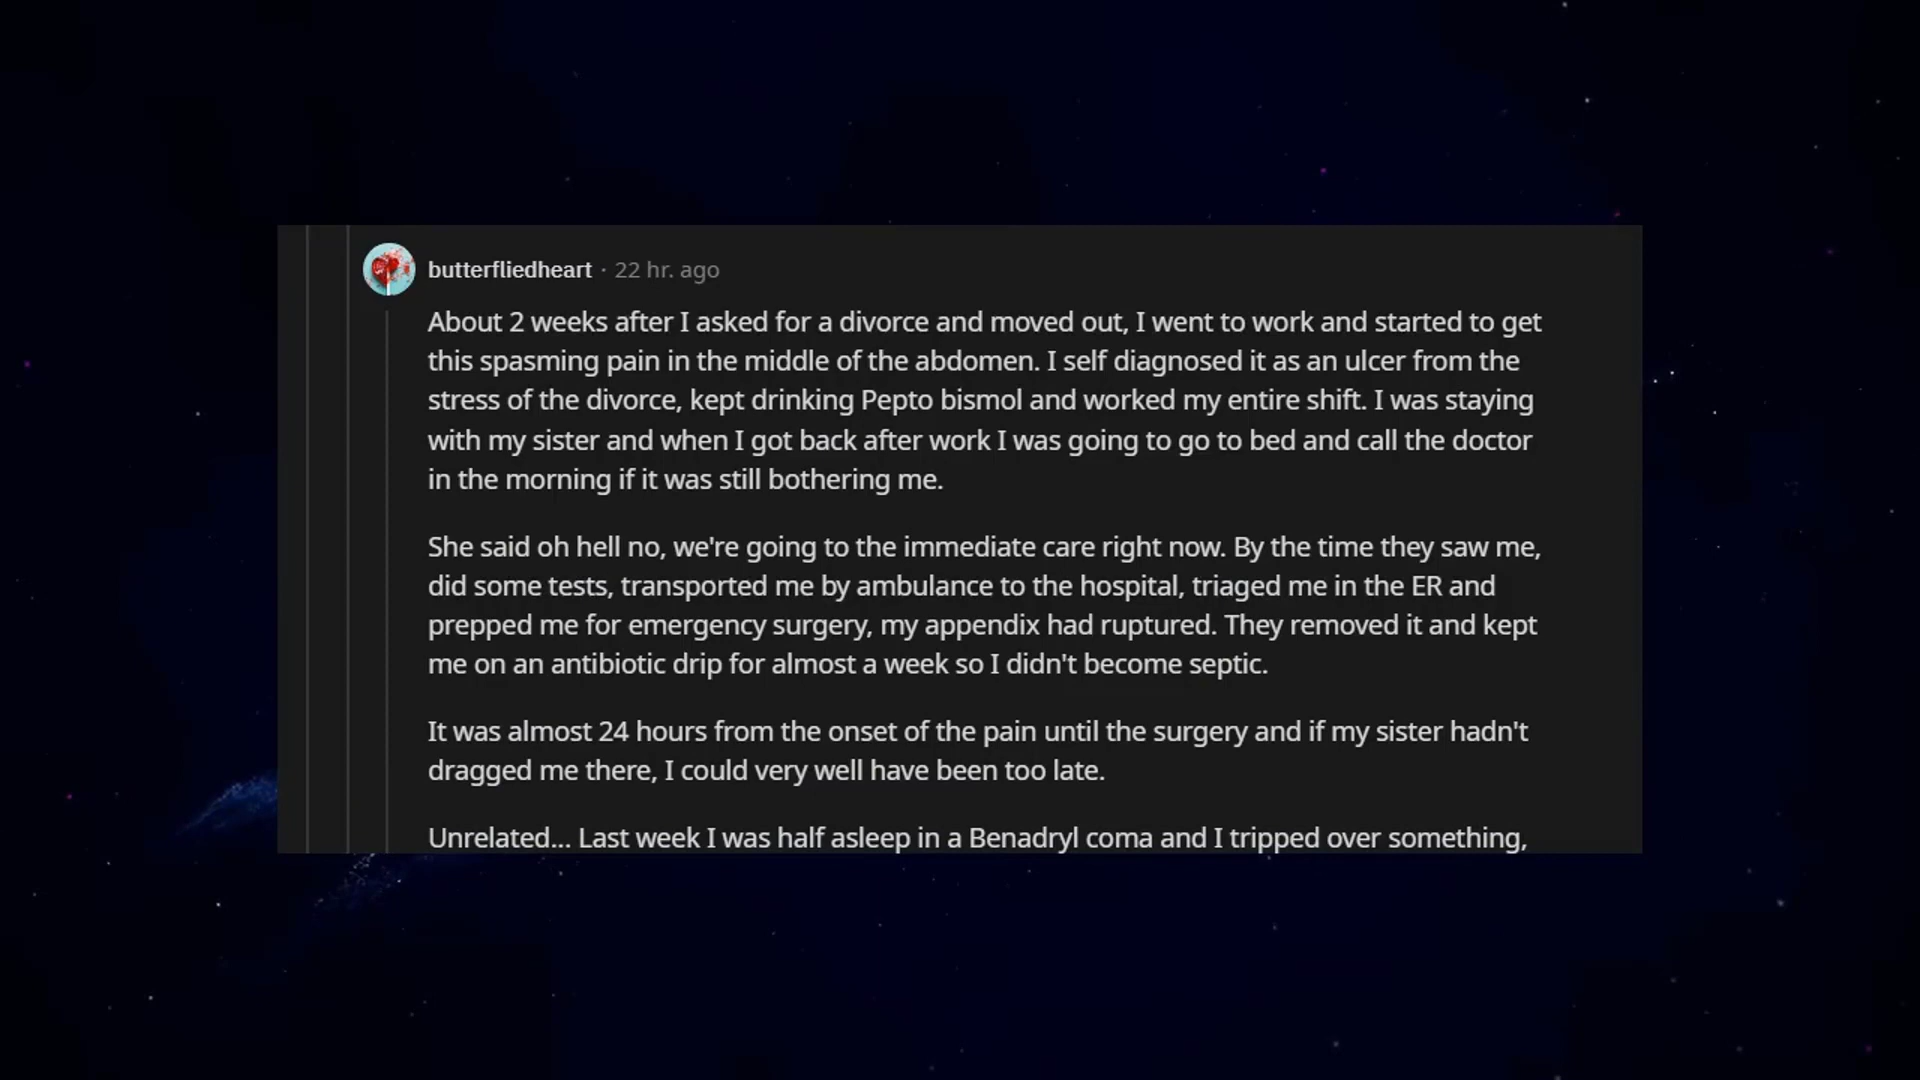 butterfliedheart · 22 hr. ago
About 2 weeks after I asked for a divorce and moved out, I went to work and started to get
this spasming pain in the middle of the abdomen. I self diagnosed it as an ulcer from the
stress of the divorce, kept drinking Pepto bismol and worked my entire shift. I was staying
with my sister and when I got back after work I was going to go to bed and call the doctor
in the morning if it was still bothering me.
She said oh hell no, we're going to the immediate care right now. By the time they saw me,
did some tests, transported me by ambulance to the hospital, triaged me in the ER and
prepped me for emergency surgery, my appendix had ruptured. They removed it and kept
me on an antibiotic drip for almost a week so I didn't become septic.
It was almost 24 hours from the onset of the pain until the surgery and if my sister hadn't
dragged me there, I could very well have been too late.
Unrelated... Last week I was half asleep in a Benadryl coma and I tripped over something,